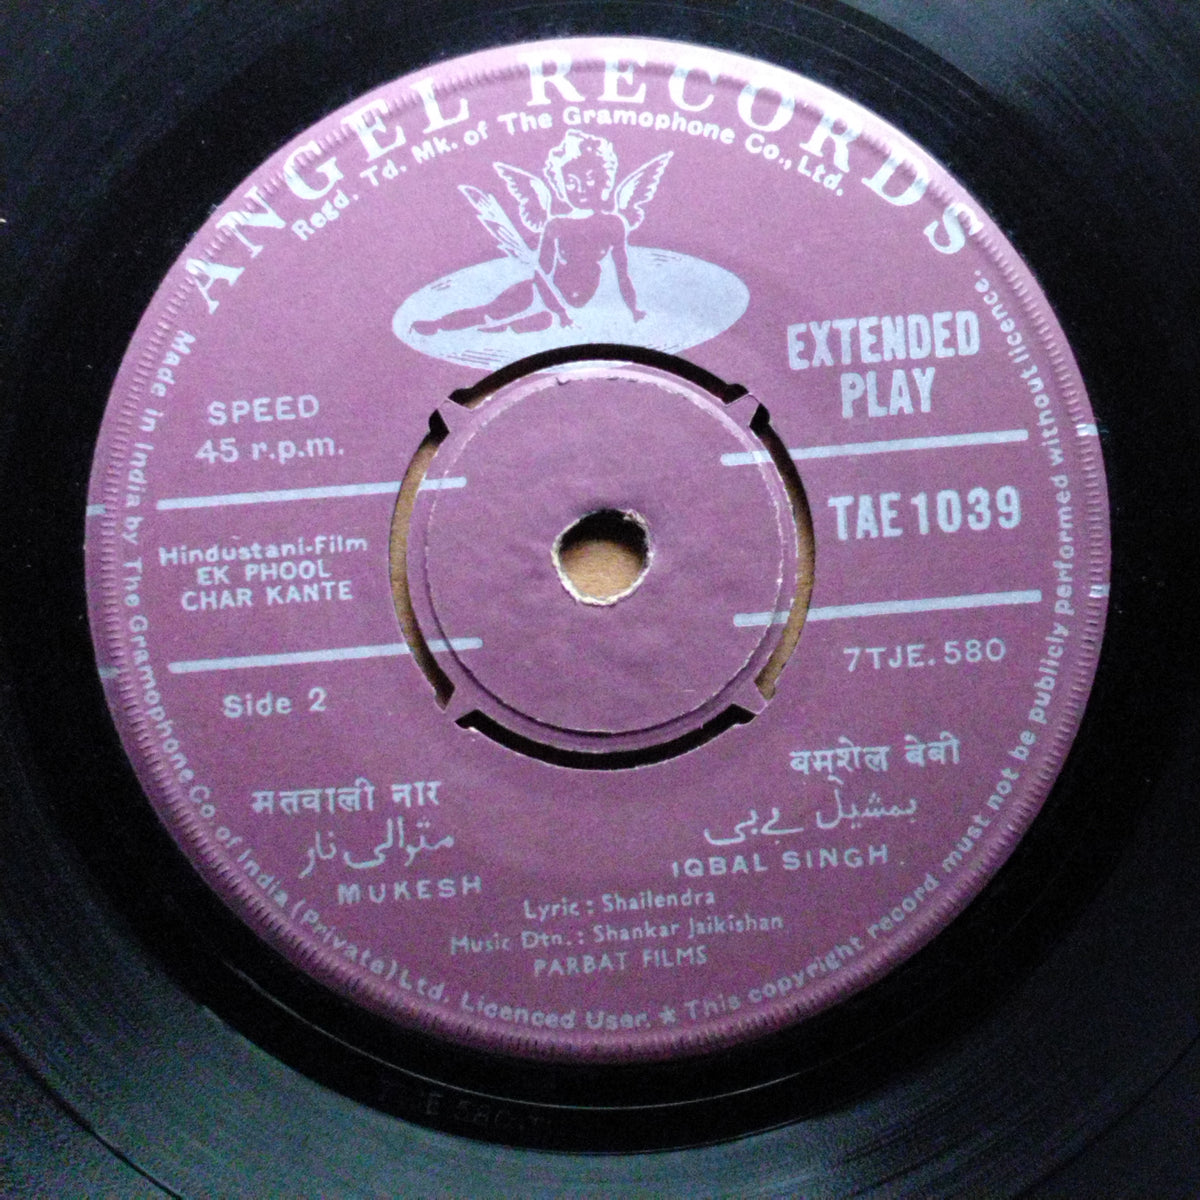 ANGEL RECORDS
Regd. Td. Mk. of The Gramophone Co., Ltd.
EXTENDED
PLAY
SPEED
45 r.p.m.
TAE 1039
Hindustani-Film
EK PHOOL
CHAR KANTE
7TJE. 580
Side 2
मतवाली नार
متوالی نار
MUKESH
बमशेल बेबी
بمشیل بے بی
IQBAL SINGH
Lyric : Shailendra
Music Dtn. : Shankar Jaikishan
PARBAT FILMS
Made in India by The Gramophone Co. of India (Private) Ltd. Licenced User. * This copyright record must not be publicly performed without licence.